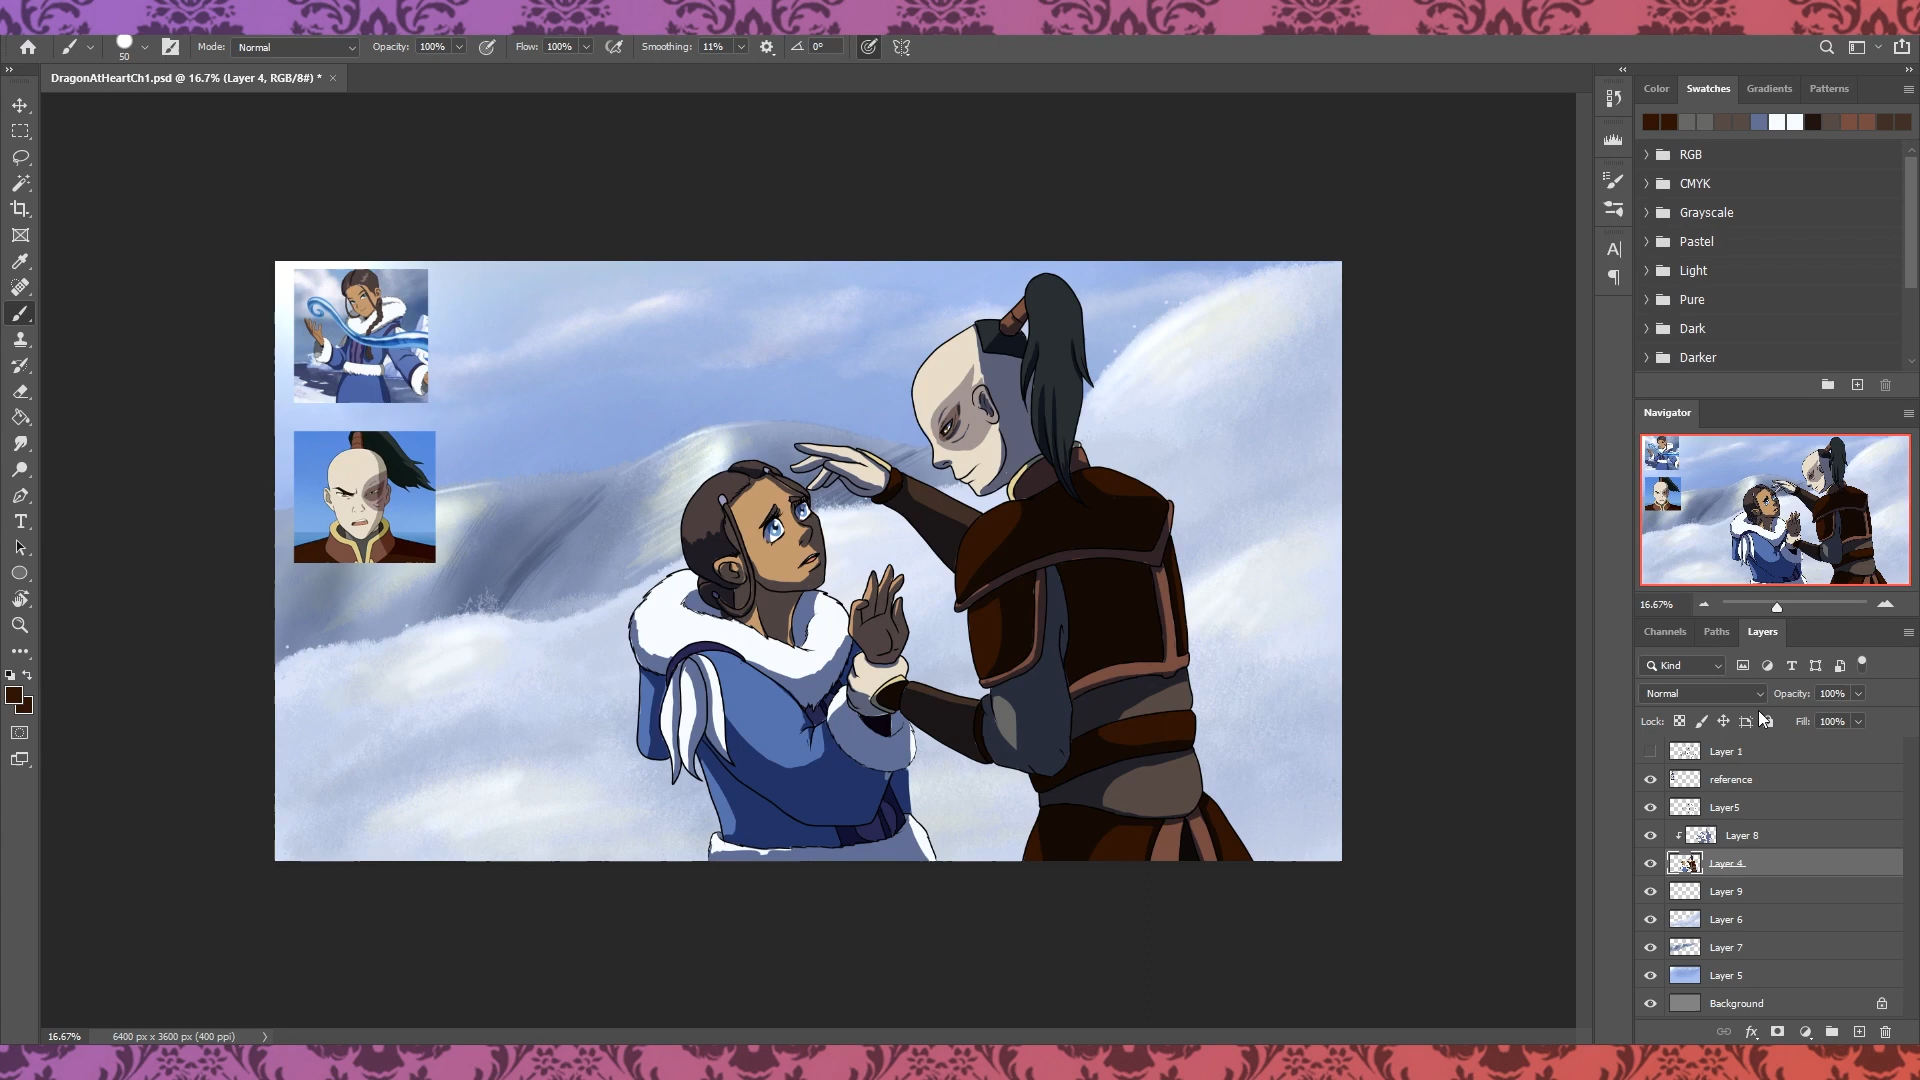 50
Mode: Normal
Opacity: 100%
Flow: 100%
Smoothing: 11%
0°
DragonAtHeartCh1.psd @ 16.7% (Layer 4, RGB/8#) *
Color Swatches Gradients Patterns
RGB
CMYK
Grayscale
Pastel
Light
Pure
Dark
Darker
Navigator
16.67%
Channels Paths Layers
Kind
Normal Opacity: 100%
Lock: Fill: 100%
Layer 1
reference
Layer5
Layer 8
Layer 4
Layer 9
Layer 6
Layer 7
Layer 5
Background
fx
16.67% 6400 px x 3600 px (400 ppi)